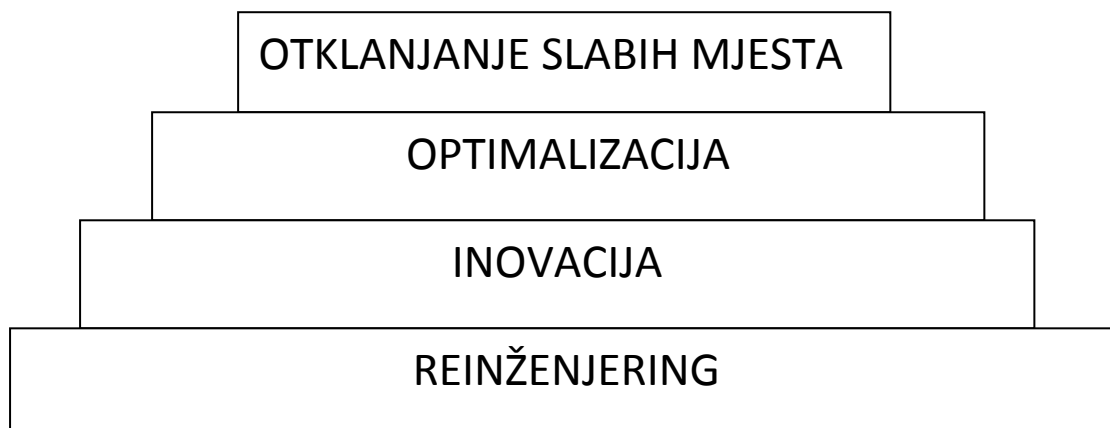 OTKLANJANJE SLABIH MJESTA
OPTIMALIZACIJA
INOVACIJA
REINŽENJERING